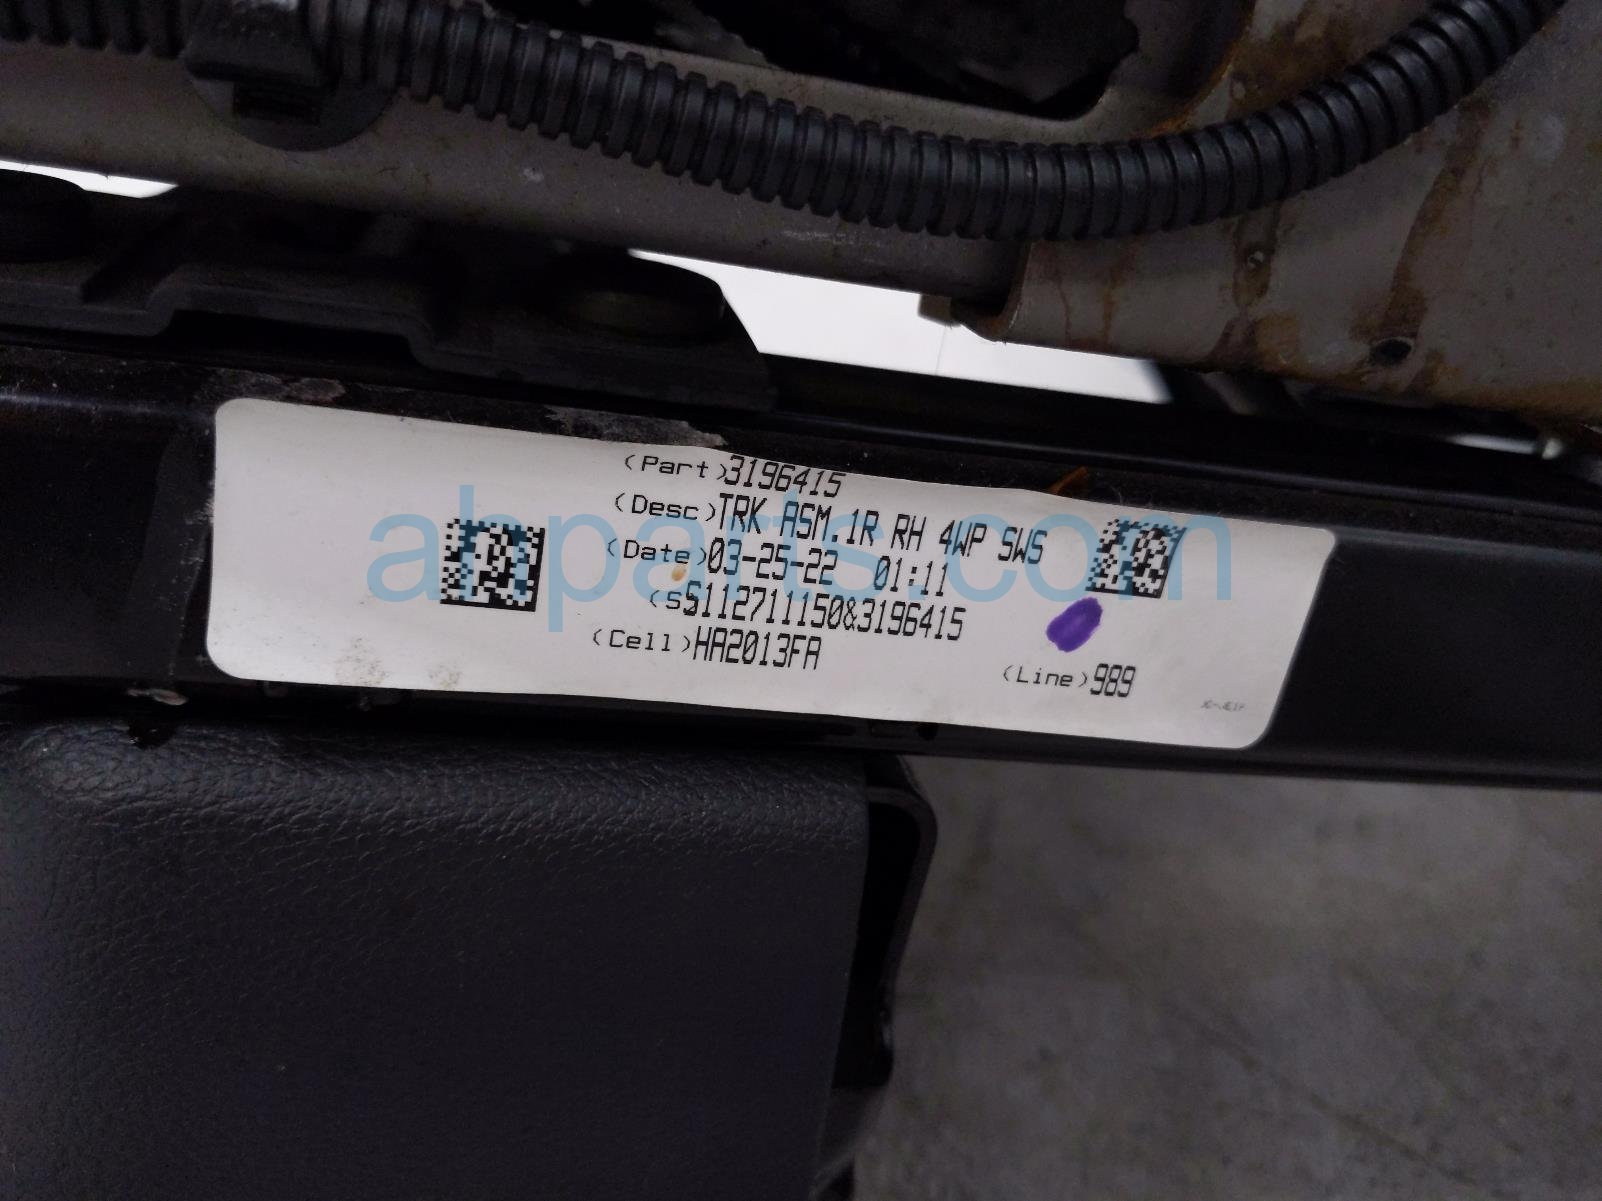 (Part)3196415
(Desc)TRK ASM.1R RH 4WP SWS
(Date)03-25-22 01:11
(s)S112711150&3196415
(Cell)HA2013FA
(Line)989
ahparts.com